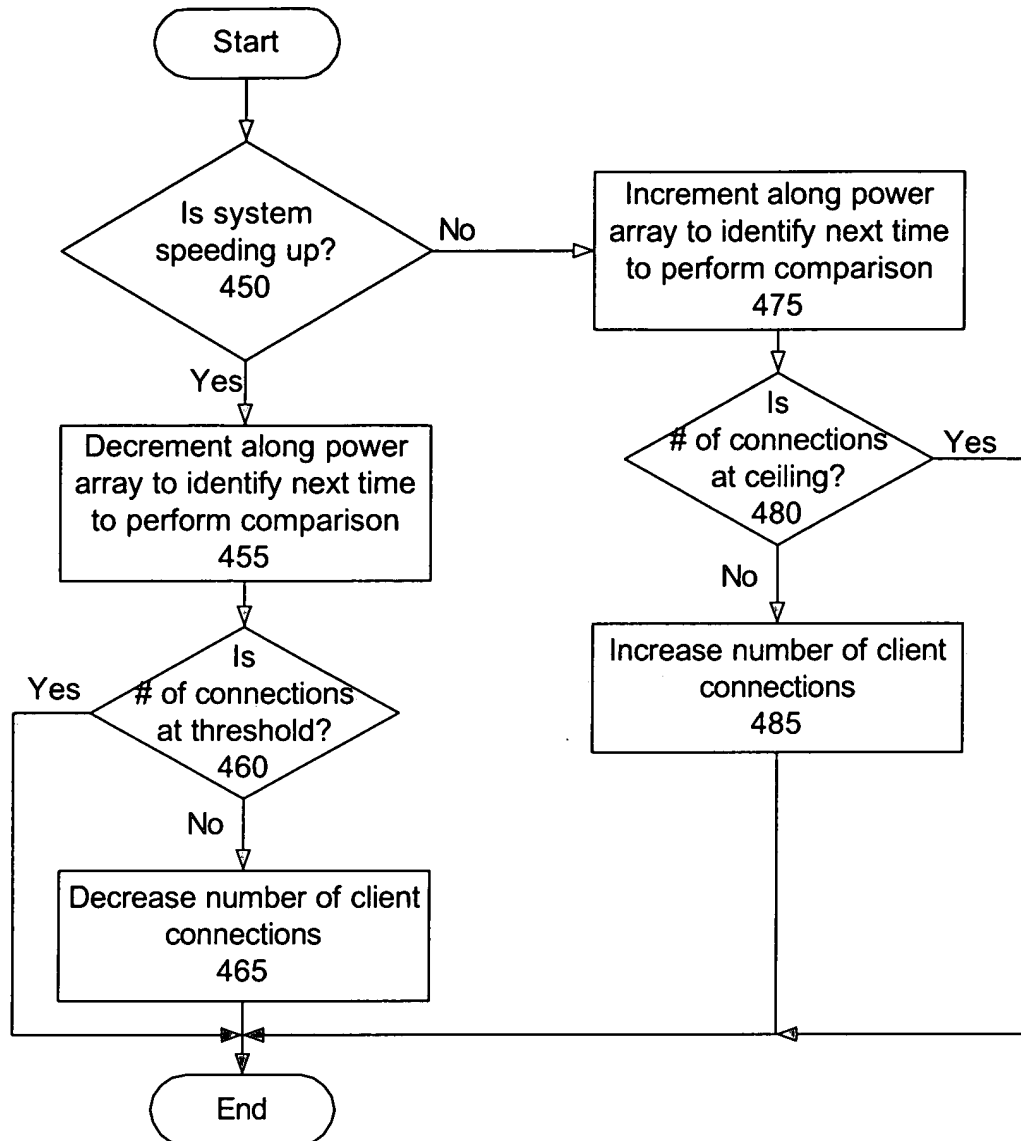 Start
Is system
speeding up?
450
No
Yes
Increment along power
array to identify next time
to perform comparison
475
Is
# of connections
at ceiling?
480
Yes
No
Increase number of client
connections
485
Decrement along power
array to identify next time
to perform comparison
455
Is
# of connections
at threshold?
460
Yes
No
Decrease number of client
connections
465
End